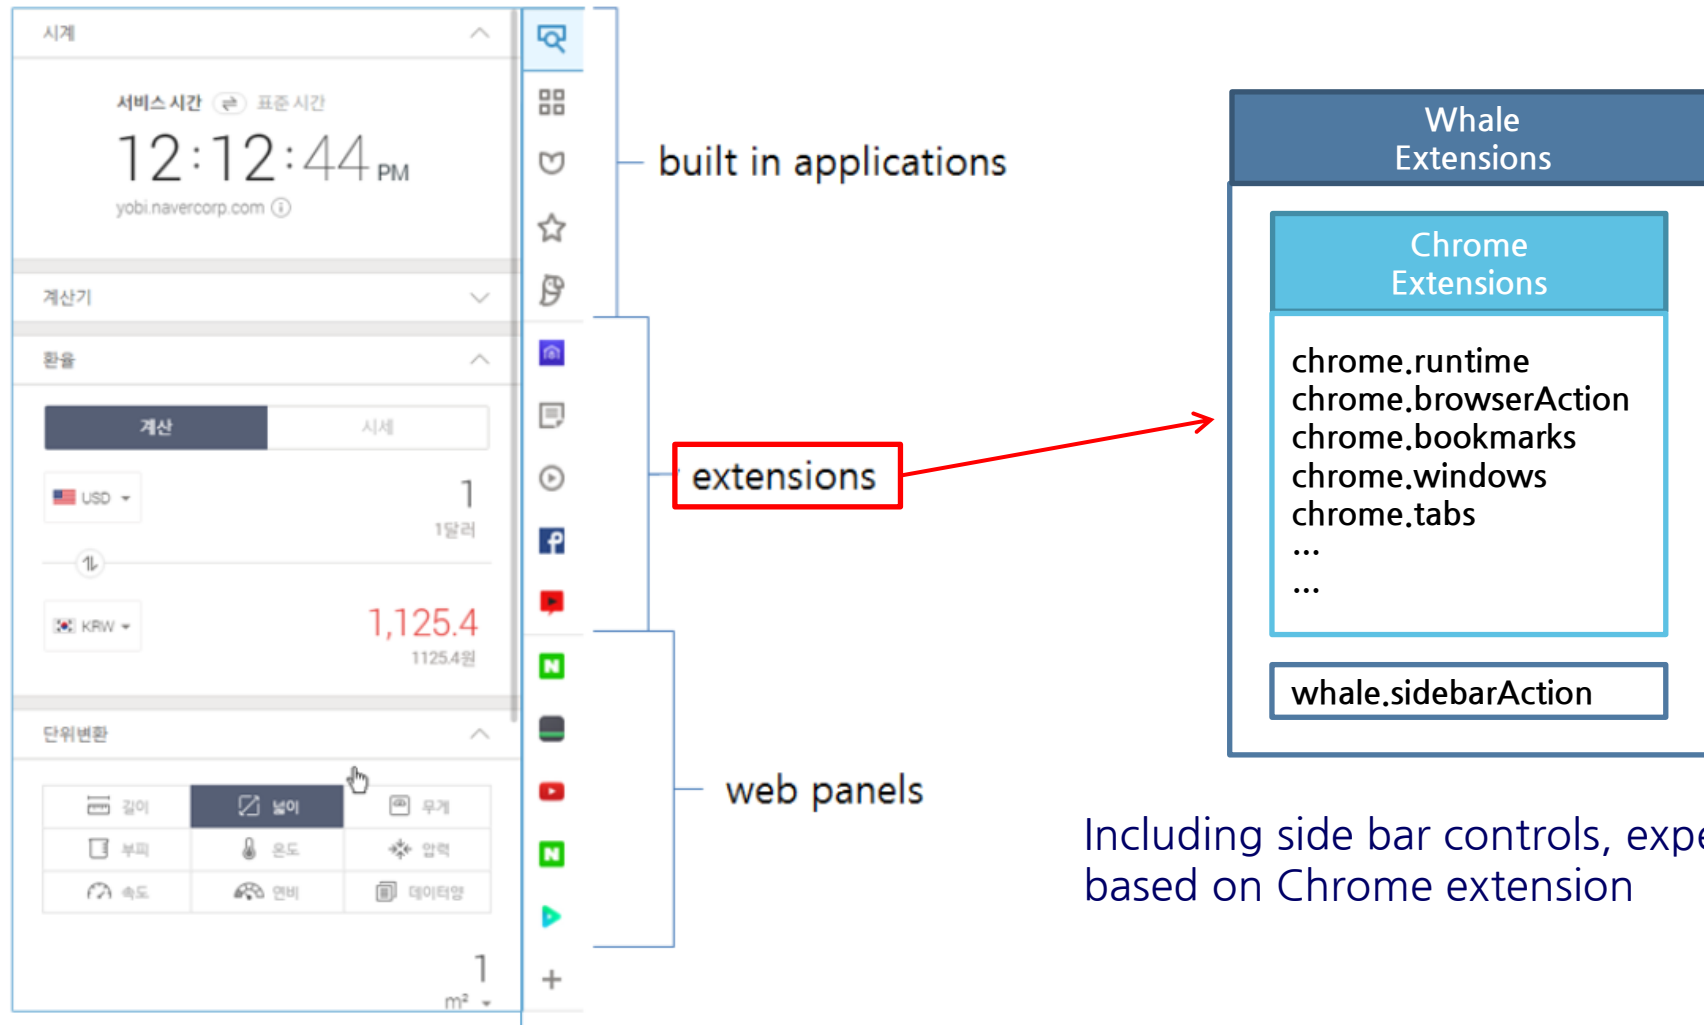 시계
서비스 시간 표준 시간
12:12:44 PM
yobi.navercorp.com
계산기
환율
계산 시세
USD 1
1달러
KRW 1,125.4
1125.4원
단위변환
길이 넓이 무게
부피 온도 압력
속도 연비 데이터양
1
m²
built in applications
extensions
web panels
Whale
Extensions
Chrome
Extensions
chrome.runtime
chrome.browserAction
chrome.bookmarks
chrome.windows
chrome.tabs
...
...
whale.sidebarAction
Including side bar controls, expe
based on Chrome extension